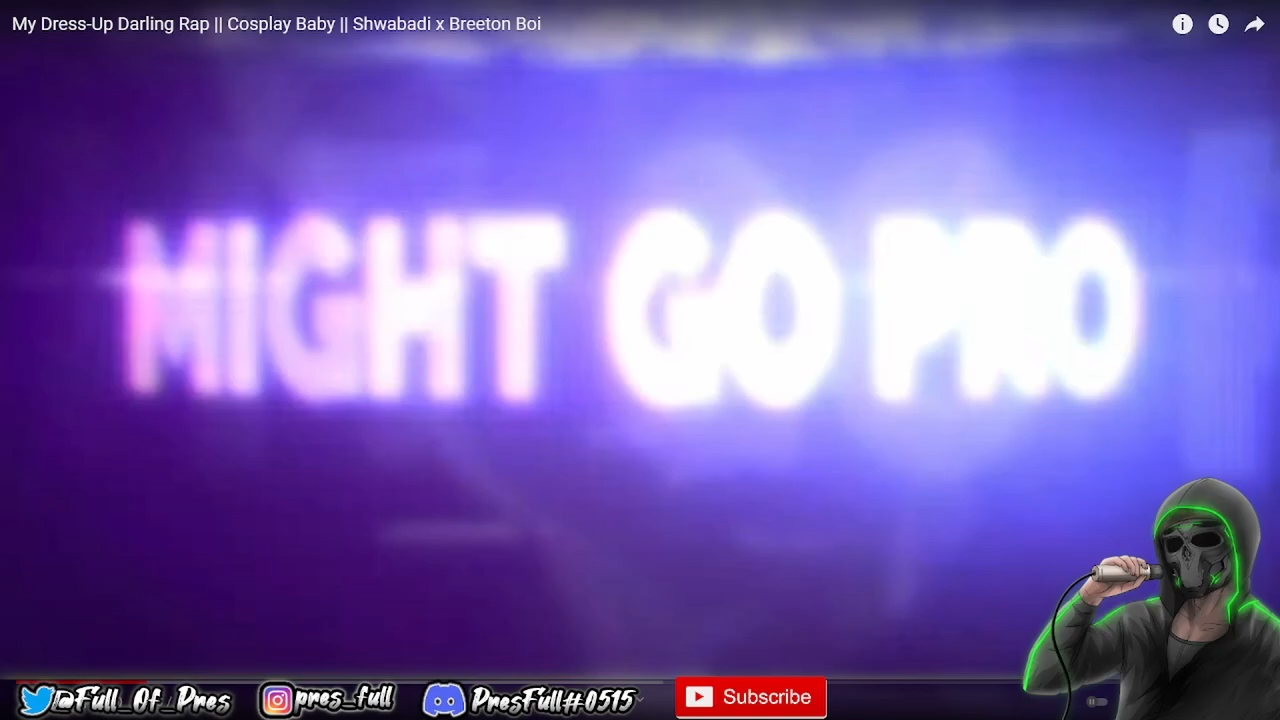 My Dress-Up Darling Rap || Cosplay Baby || Shwabadi x Breeton Boi
MIGHT GO PRO
@Full_Of_Pres pres_full PresFull#0515 Subscribe